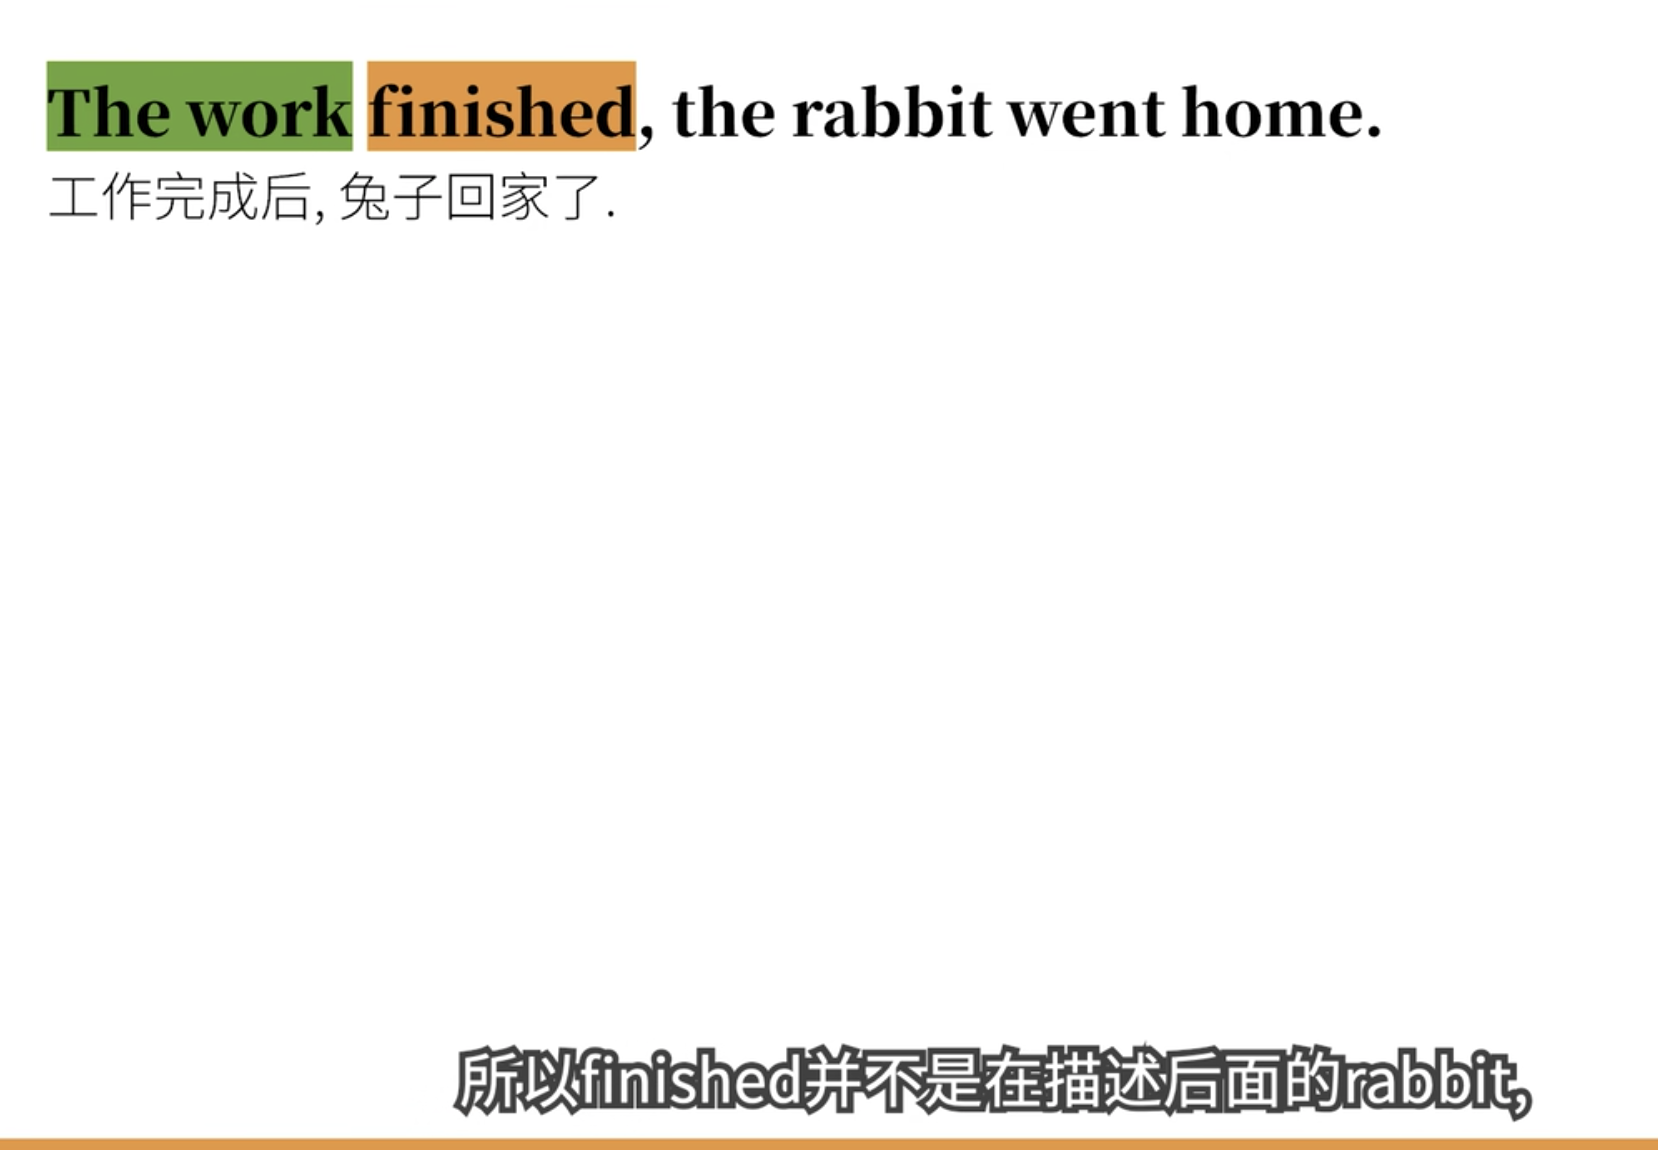 The work finished, the rabbit went home.
工作完成后, 兔子回家了.
所以finished并不是在描述后面的rabbit,